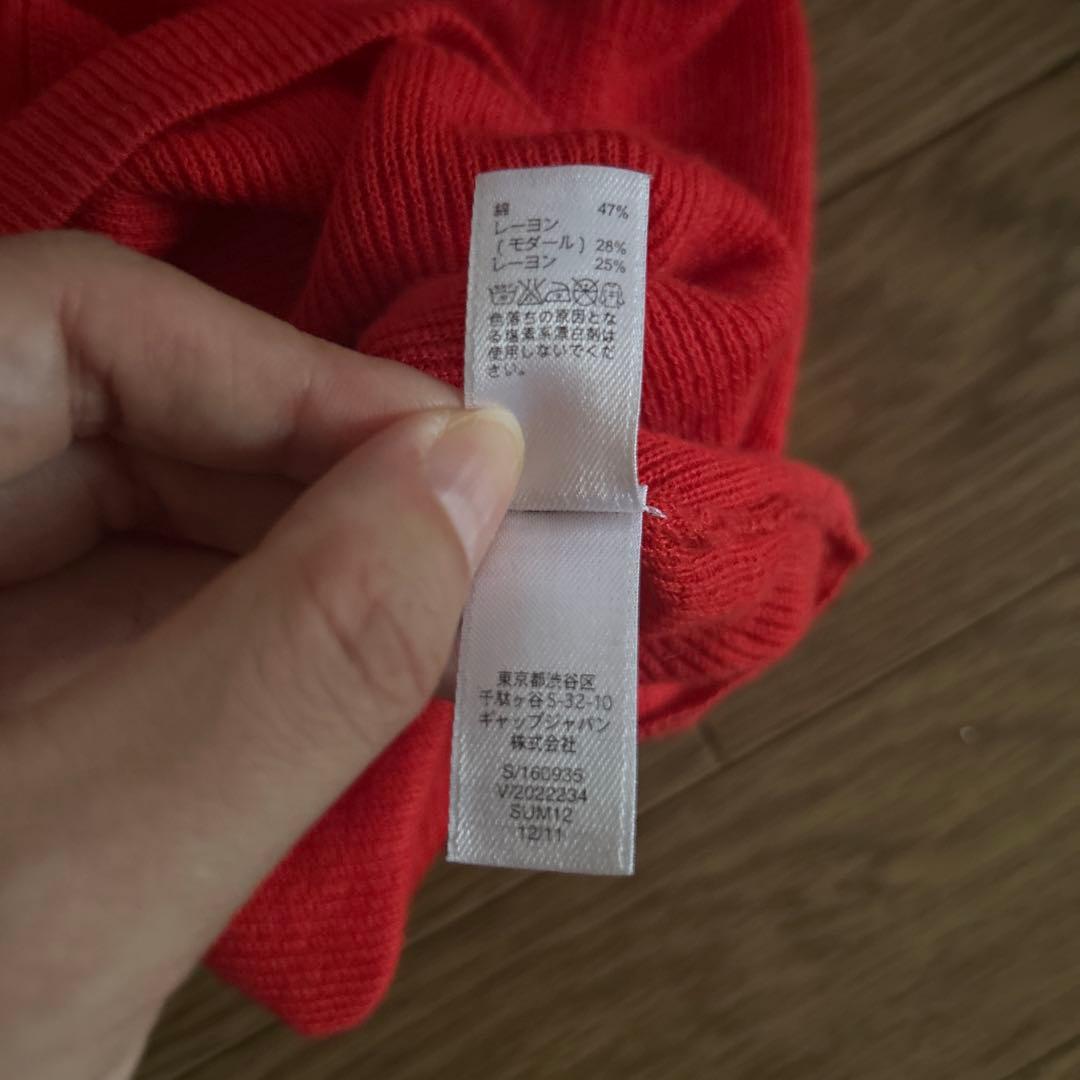 綿 47%
レーヨン
(モダール) 28%
レーヨン 25%
色落ちの原因とな
る塩素系漂白剤は
使用しないでくだ
さい。
東京都渋谷区
千駄ヶ谷5-32-10
ギャップジャパン
株式会社
S/160935
V/2022234
SUM12
12/11